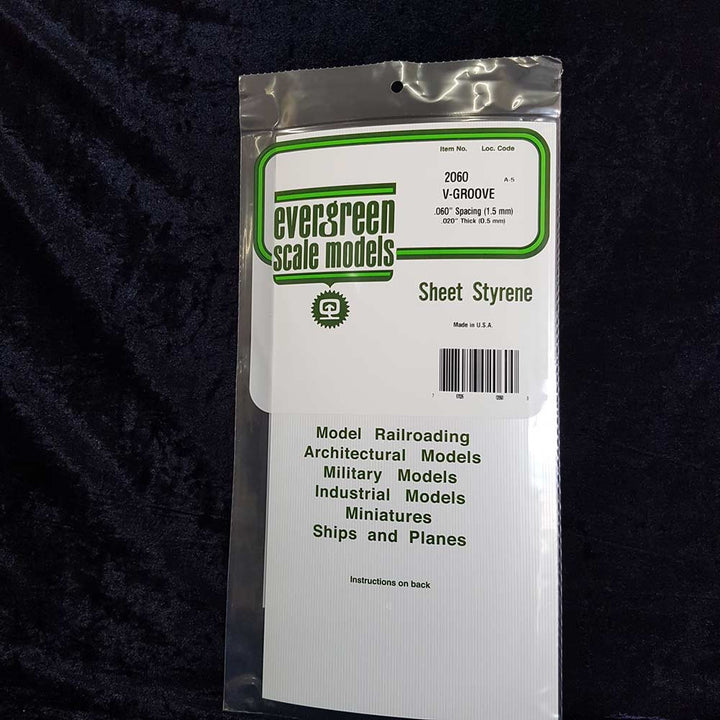 Item No. Loc. Code
2060 A-5
V-GROOVE
.060" Spacing (1.5 mm)
.020" Thick (0.5 mm)
evergreen
scale models
Sheet Styrene
Made in U.S.A.
Model Railroading
Architectural Models
Military Models
Industrial Models
Miniatures
Ships and Planes
Instructions on back